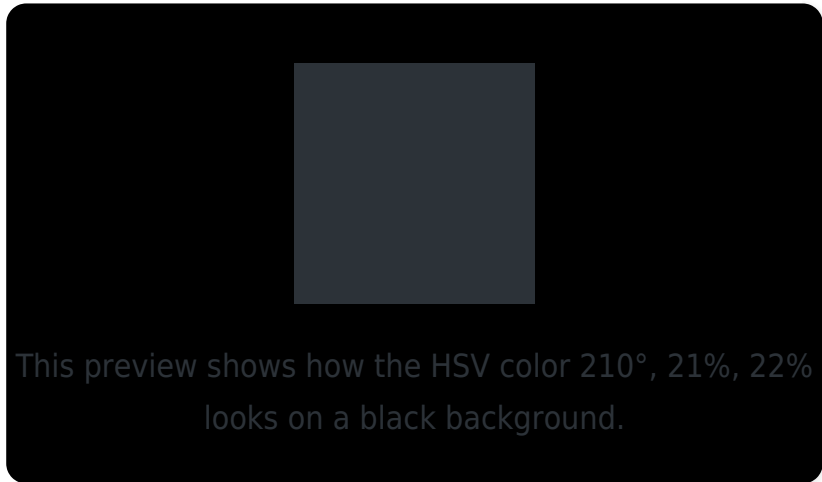 This preview shows how the HSV color 210°, 21%, 22%
looks on a black background.